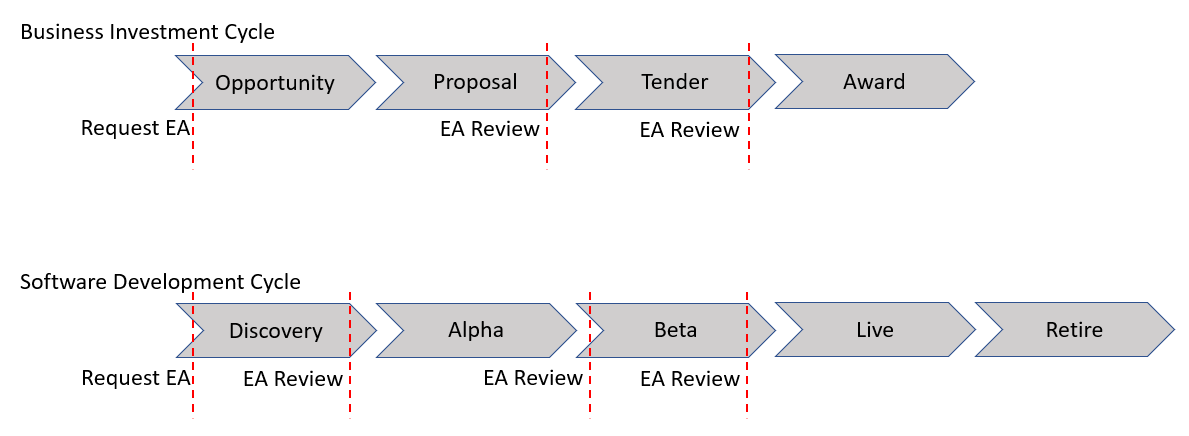 Business Investment Cycle
Opportunity
Proposal
Tender
Award
Request EA
EA Review
EA Review
Software Development Cycle
Discovery
Alpha
Beta
Live
Retire
Request EA
EA Review
EA Review
EA Review